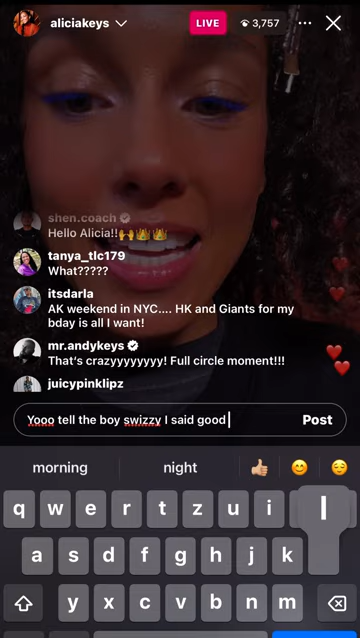 aliciakeys
LIVE
3,757
shen.coach
Hello Alicia!!🙌🏽👑👑
tanya_tlc179
What?????
itsdarla
AK weekend in NYC.... HK and Giants for my
bday is all I want!
mr.andykeys
That's crazyyyyyyyy! Full circle moment!!!
juicypinklipz
Yooo tell the boy swizzy I said good
Post
morning night 👍🏼 😊 😌
q w e r t z u i l
a s d f g h j k
y x c v b n m